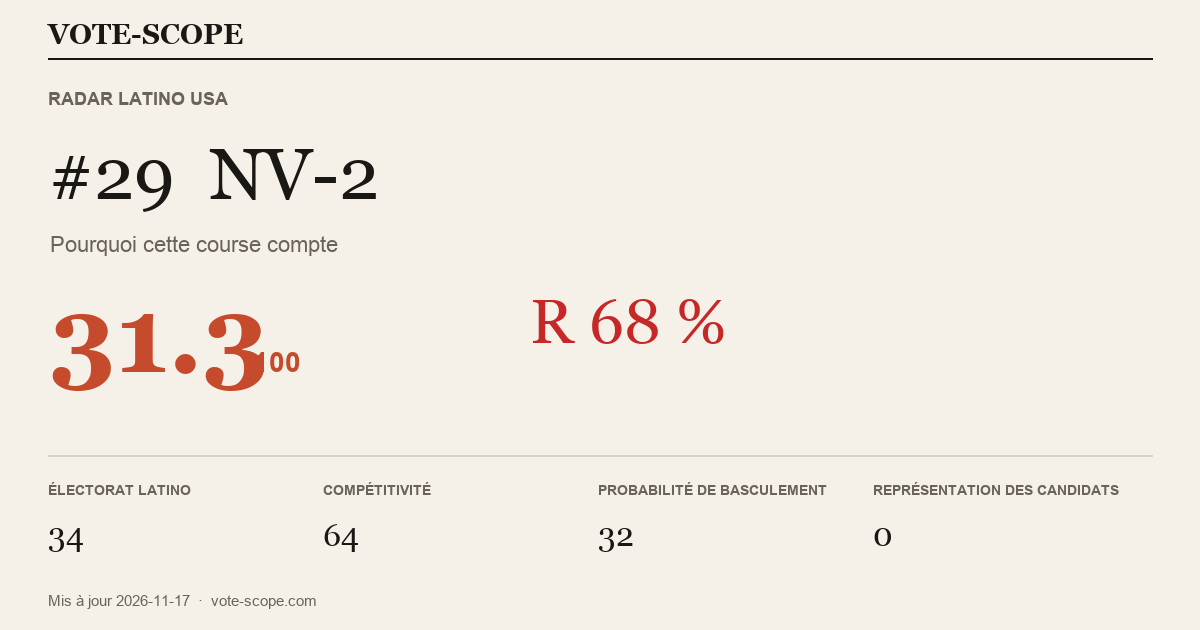 VOTE-SCOPE
RADAR LATINO USA
#29 NV-2
Pourquoi cette course compte
31.3
R 68 %
ÉLECTORAT LATINO
COMPÉTITIVITÉ
PROBABILITÉ DE BASCULEMENT
REPRÉSENTATION DES CANDIDATS
34
64
32
0
Mis à jour 2026-11-17 · vote-scope.com